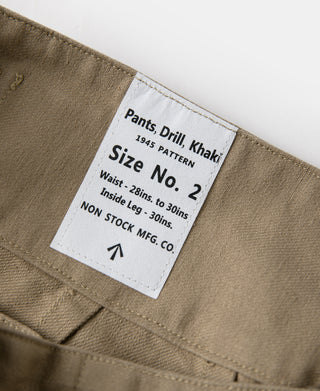 Pants, Drill, Khaki
1945 PATTERN
Size No. 2
Waist - 28ins. to 30ins
Inside Leg - 30ins.
NON STOCK MFG. CO.